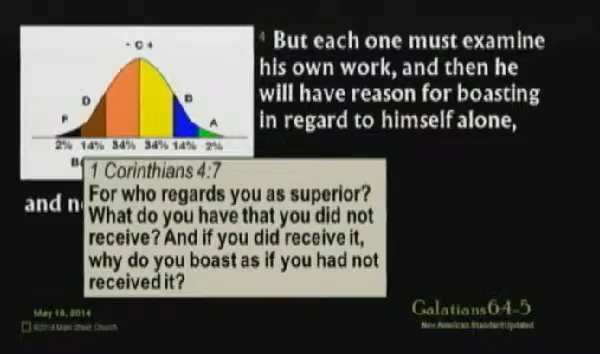 - C +
D
B
F
A
2% 14% 34% 34% 14% 2%
4 But each one must examine
his own work, and then he
will have reason for boasting
in regard to himself alone,
and n
1 Corinthians 4:7
For who regards you as superior?
What do you have that you did not
receive? And if you did receive it,
why do you boast as if you had not
received it?
May 18, 2014
©2014 Main Street Church
Galatians 6:4-5
New American Standard Updated